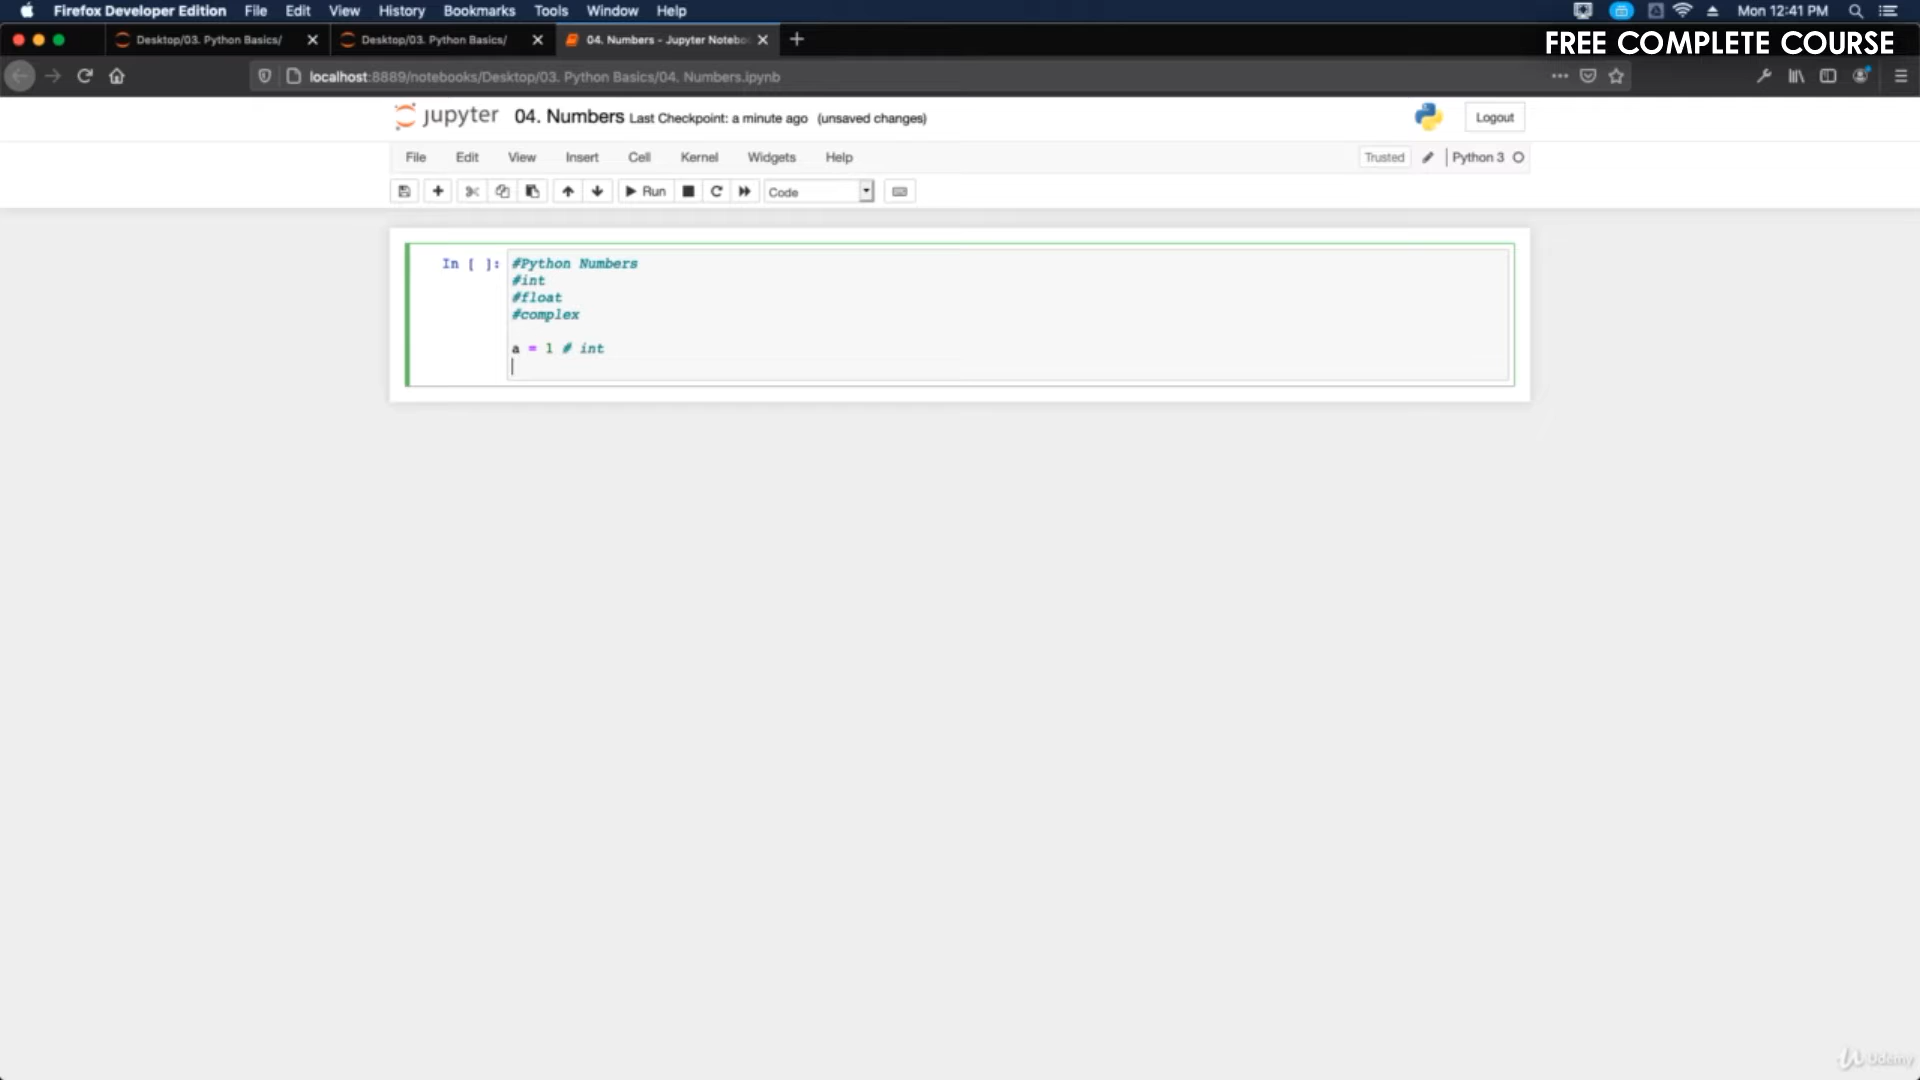 Firefox Developer Edition File Edit View History Bookmarks Tools Window Help Mon 12:41 PM
Desktop/03. Python Basics/ Desktop/03. Python Basics/ 04. Numbers - Jupyter Notebo
FREE COMPLETE COURSE
localhost:8889/notebooks/Desktop/03. Python Basics/04. Numbers.ipynb
jupyter 04. Numbers Last Checkpoint: a minute ago (unsaved changes) Logout
File Edit View Insert Cell Kernel Widgets Help Trusted Python 3
Run Code
In [ ]: #Python Numbers
#int
#float
#complex
a = 1 # int
Udemy